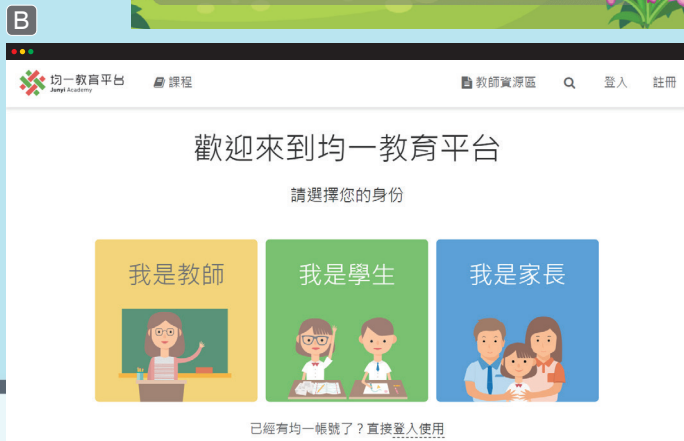 B
均一教育平台
Junyi Academy
課程
教師資源區
登入
註冊
歡迎來到均一教育平台
請選擇您的身份
我是教師
我是學生
我是家長
已經有均一帳號了？直接登入使用